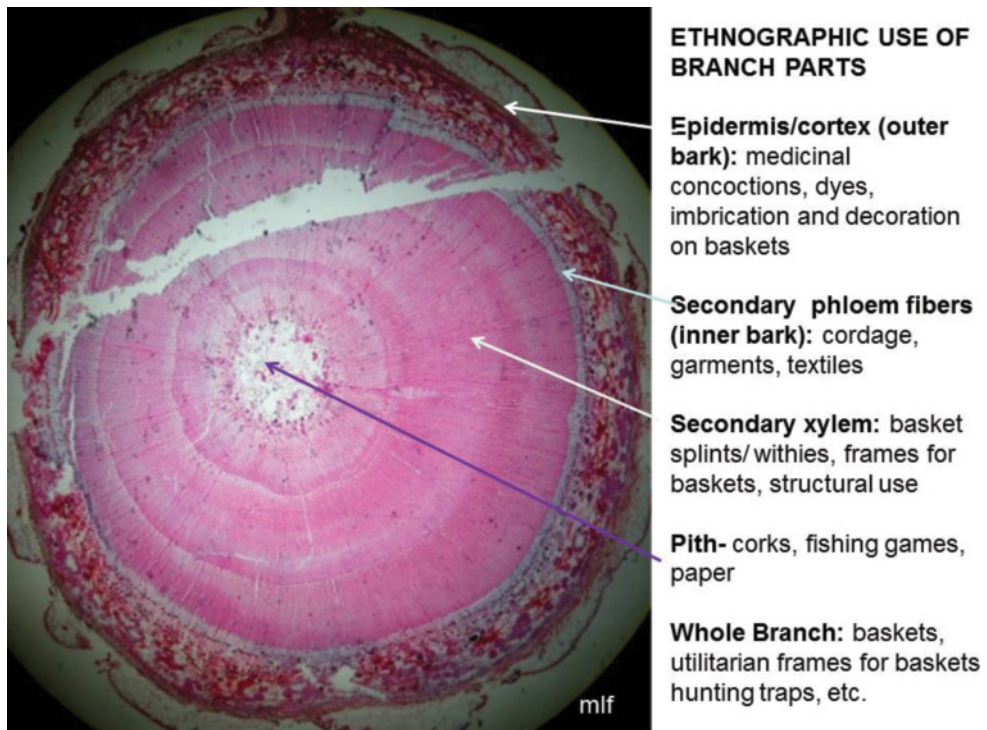 ETHNOGRAPHIC USE OF
BRANCH PARTS
Epidermis/cortex (outer
bark): medicinal
concoctions, dyes,
imbrication and decoration
on baskets
Secondary phloem fibers
(inner bark): cordage,
garments, textiles
Secondary xylem: basket
splints/ withies, frames for
baskets, structural use
Pith- corks, fishing games,
paper
Whole Branch: baskets,
utilitarian frames for baskets
hunting traps, etc.
mlf